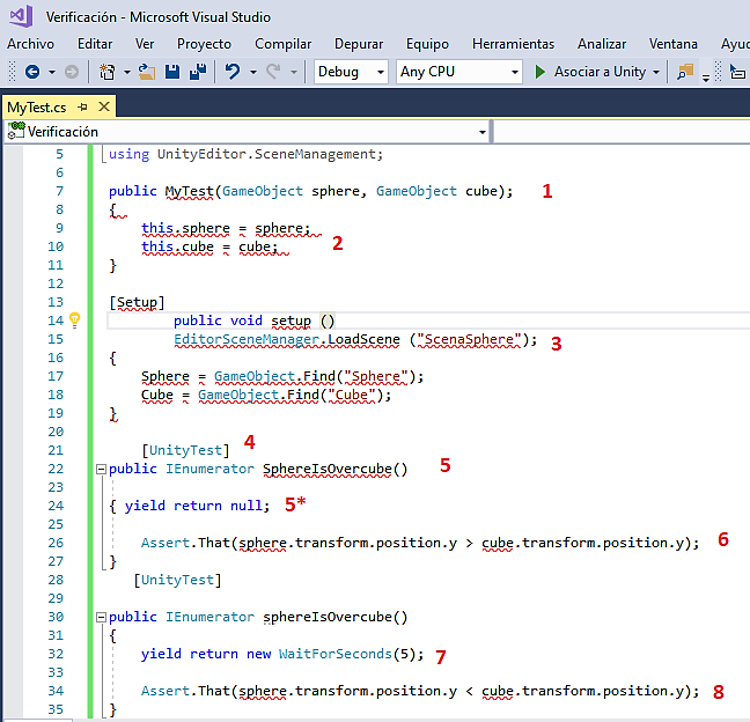 Verificación - Microsoft Visual Studio
Archivo Editar Ver Proyecto Compilar Depurar Equipo Herramientas Analizar Ventana Ayuc
Debug Any CPU Asociar a Unity
MyTest.cs
Verificación
5 using UnityEditor.SceneManagement;
6
7 public MyTest(GameObject sphere, GameObject cube); 1
8 {
9 this.sphere = sphere;
10 this.cube = cube; 2
11 }
12
13 [Setup]
14 public void setup ()
15 EditorSceneManager.LoadScene ("ScenaSphere"); 3
16 {
17 Sphere = GameObject.Find("Sphere");
18 Cube = GameObject.Find("Cube");
19 }
20
21 [UnityTest] 4
22 public IEnumerator SphereIsOvercube() 5
23
24 { yield return null; 5*
25
26 Assert.That(sphere.transform.position.y > cube.transform.position.y); 6
27 }
28 [UnityTest]
29
30 public IEnumerator sphereIsOvercube()
31 {
32 yield return new WaitForSeconds(5); 7
33
34 Assert.That(sphere.transform.position.y < cube.transform.position.y); 8
35 }